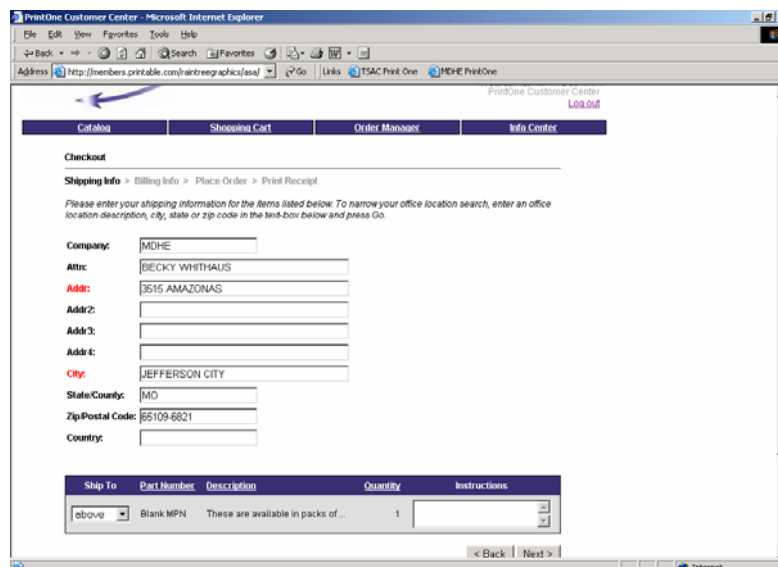 PrintOne Customer Center - Microsoft Internet Explorer
File Edit View Favorites Tools Help
Back Search Favorites
Address http://members.printable.com/raintreegraphics/asa/ Go Links TSAC Print One MDHE PrintOne
PrintOne Customer Center
Log out
Catalog Shopping Cart Order Manager Info Center
Checkout
Shipping Info > Billing Info > Place Order > Print Receipt
Please enter your shipping information for the items listed below. To narrow your office location search, enter an office
location description, city, state or zip code in the text-box below and press Go.
Company: MDHE
Attn: BECKY WHITHAUS
Addr: 3515 AMAZONAS
Addr2:
Addr3:
Addr4:
City: JEFFERSON CITY
State/County: MO
Zip/Postal Code: 65109-6821
Country:
Ship To Part Number Description Quantity Instructions
above Blank MPN These are available in packs of... 1
< Back Next >
Internet